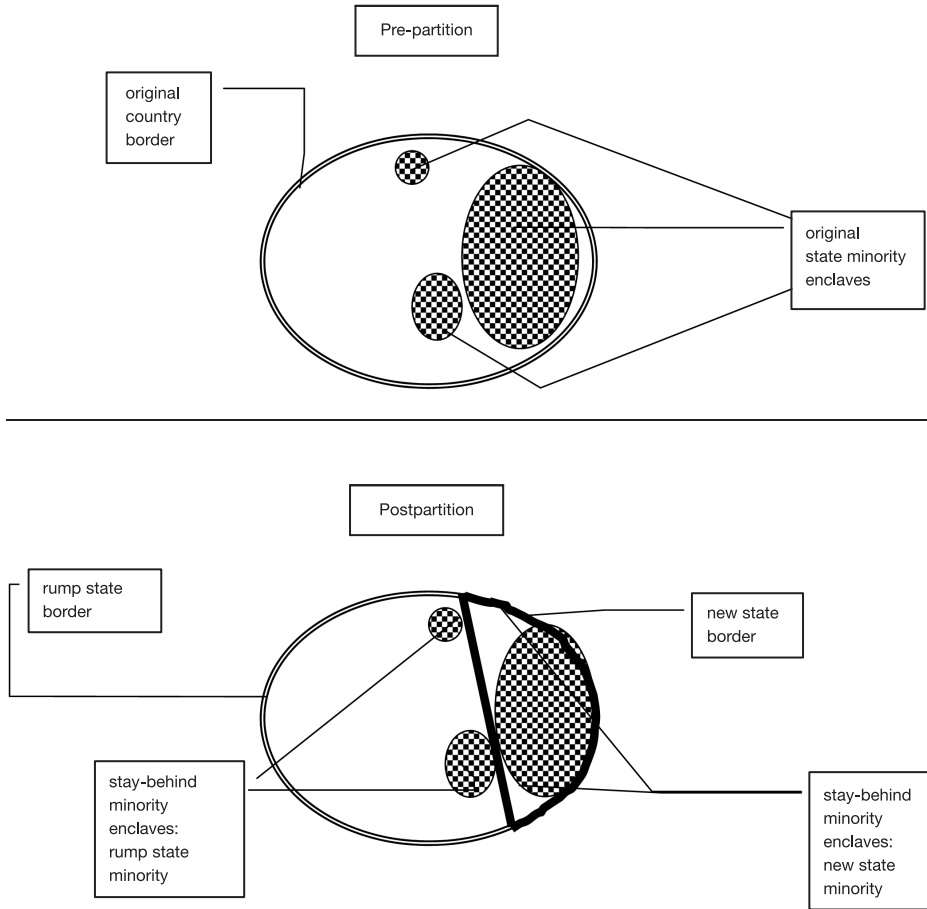 Pre-partition
original
country
border
original
state minority
enclaves
Postpartition
rump state
border
new state
border
stay-behind
minority
enclaves:
rump state
minority
stay-behind
minority
enclaves:
new state
minority